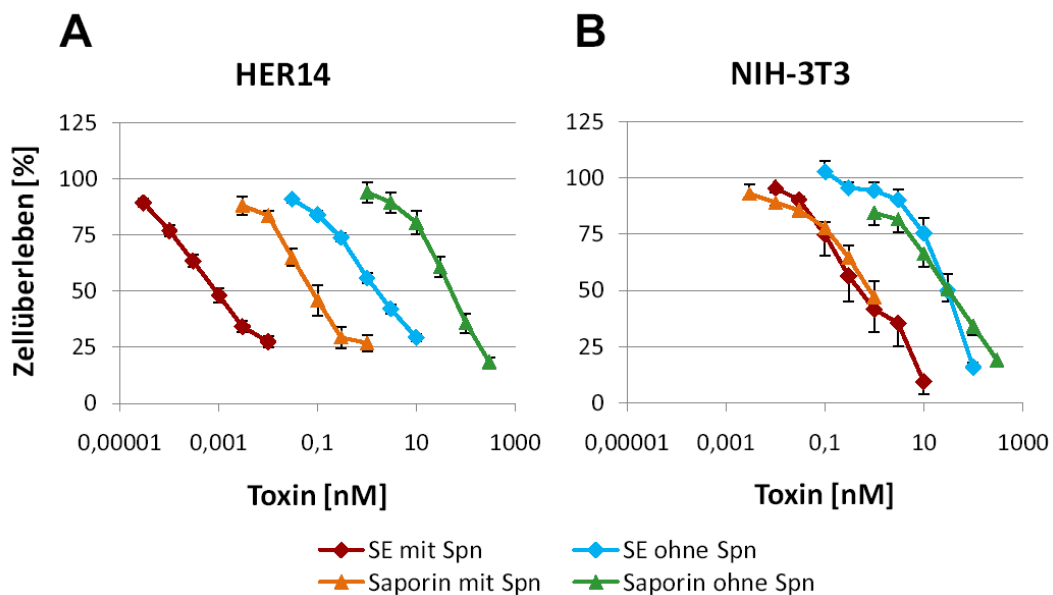 A
HER14
Zellüberleben [%]
125
100
75
50
25
0
0,00001 0,001 0,1 10 1000
Toxin [nM]
B
NIH-3T3
125
100
75
50
25
0
0,00001 0,001 0,1 10 1000
Toxin [nM]
SE mit Spn
SE ohne Spn
Saporin mit Spn
Saporin ohne Spn